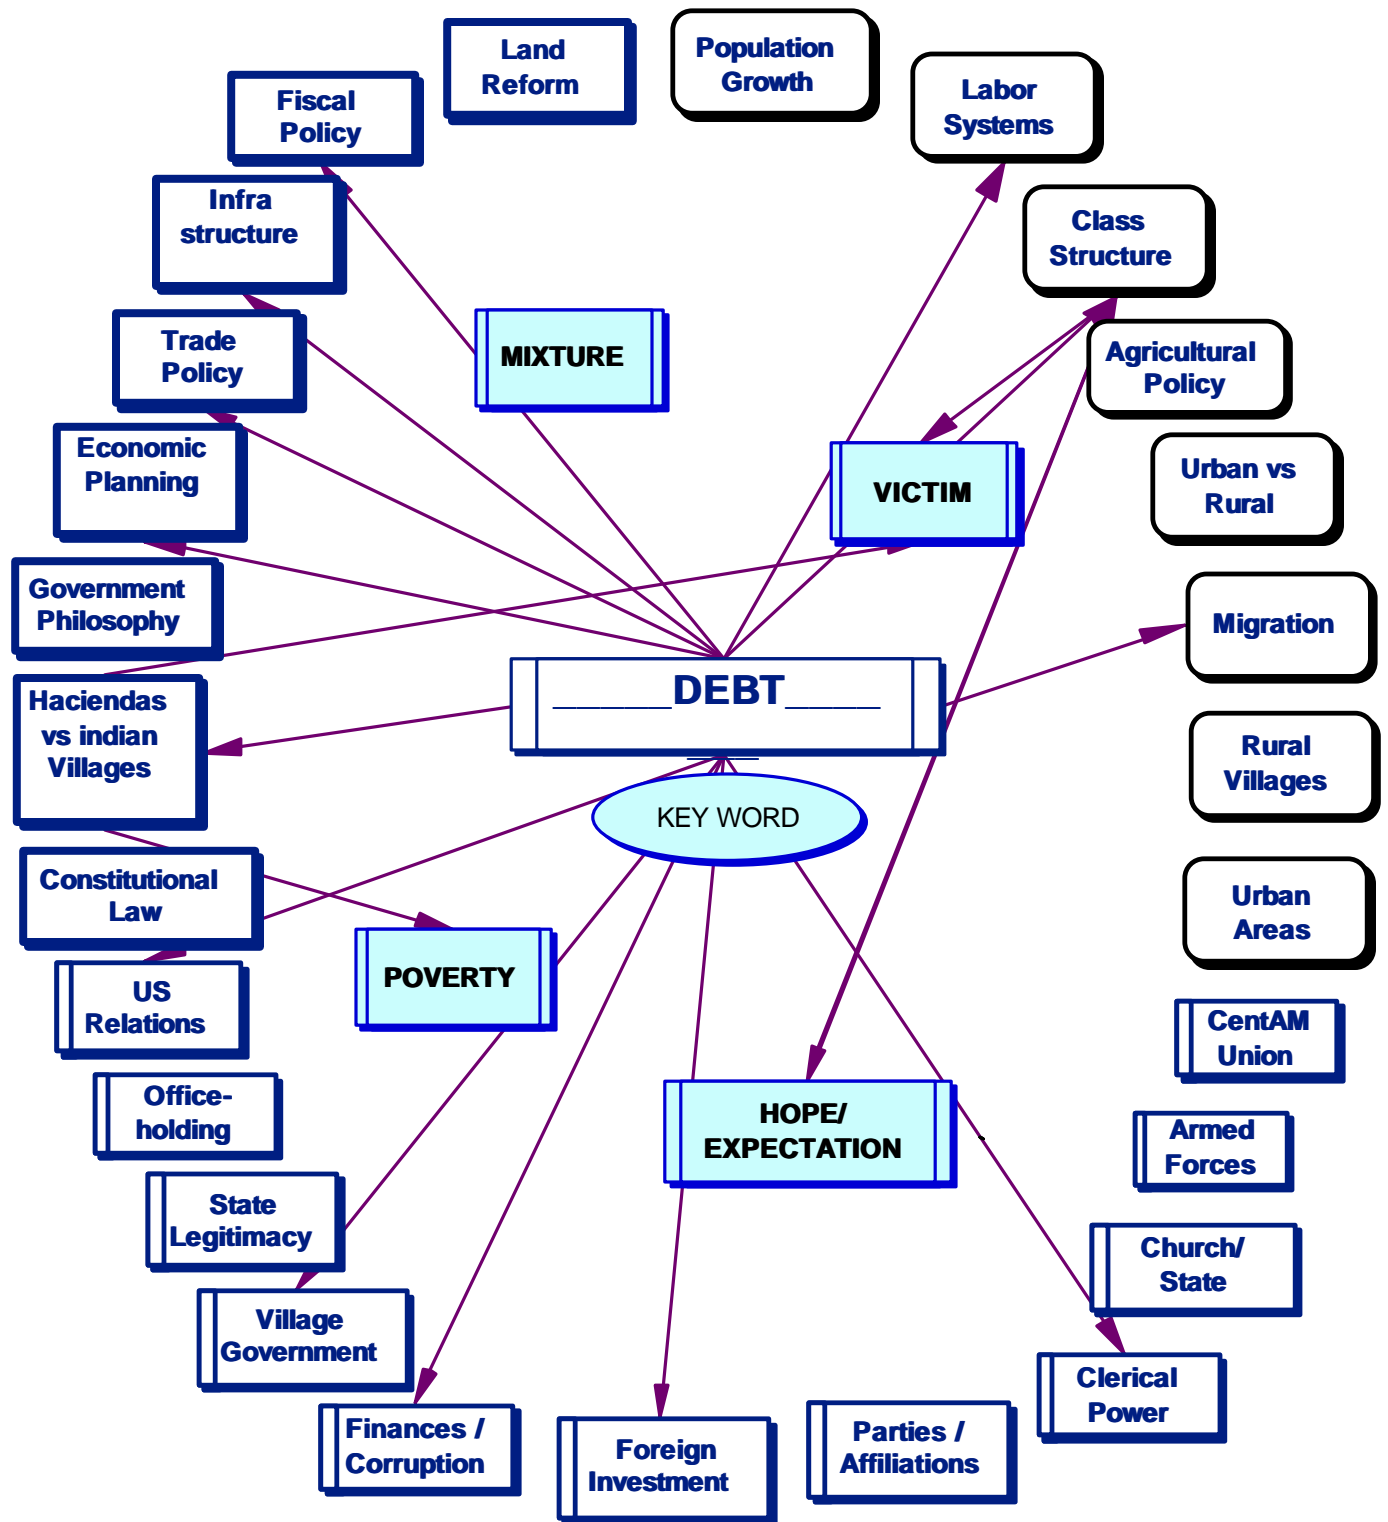 Land
Reform
Population
Growth
Fiscal
Policy
Labor
Systems
Infra
structure
Class
Structure
Trade
Policy
MIXTURE
Agricultural
Policy
Economic
Planning
VICTIM
Urban vs
Rural
Government
Philosophy
Migration
Haciendas
vs indian
Villages
_____DEBT____
___
Rural
Villages
KEY WORD
Constitutional
Law
Urban
Areas
POVERTY
US
Relations
CentAM
Union
Office-
holding
HOPE/
EXPECTATION
Armed
Forces
State
Legitimacy
Church/
State
Village
Government
Clerical
Power
Finances /
Corruption
Foreign
Investment
Parties /
Affiliations